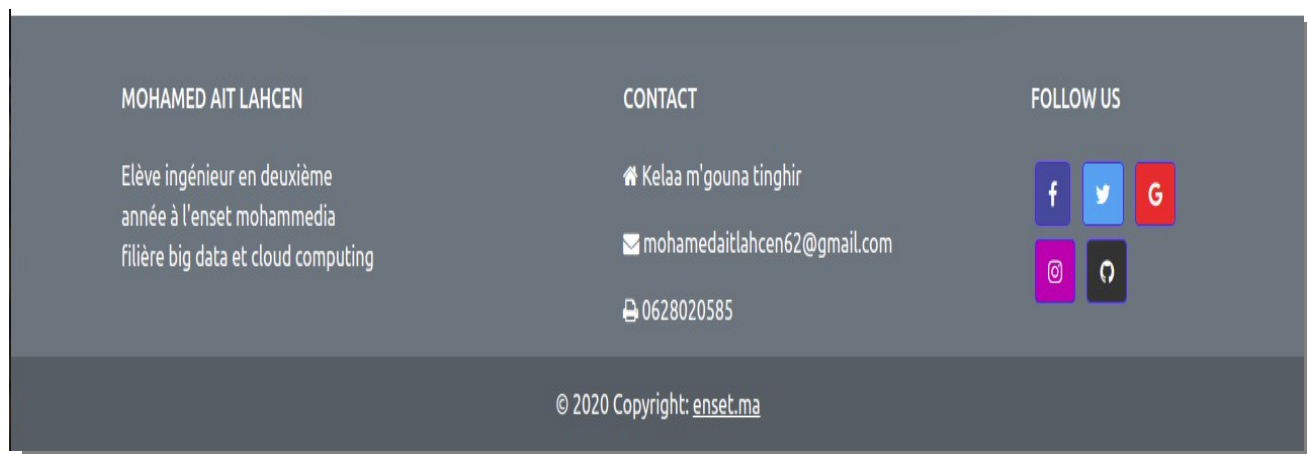 MOHAMED AIT LAHCEN
Elève ingénieur en deuxième
année à l'enset mohammedia
filière big data et cloud computing
CONTACT
Kelaa m'gouna tinghir
mohamedaitlahcen62@gmail.com
0628020585
FOLLOW US
© 2020 Copyright: enset.ma